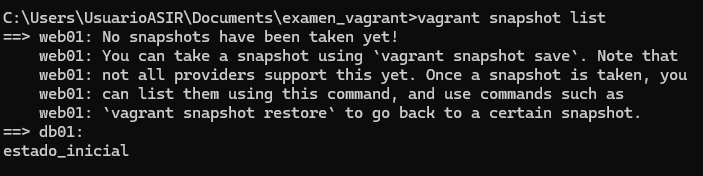 C:\Users\UsuarioASIR\Documents\examen_vagrant>vagrant snapshot list
==> web01: No snapshots have been taken yet!
    web01: You can take a snapshot using `vagrant snapshot save`. Note that
    web01: not all providers support this yet. Once a snapshot is taken, you
    web01: can list them using this command, and use commands such as
    web01: `vagrant snapshot restore` to go back to a certain snapshot.
==> db01:
estado_inicial